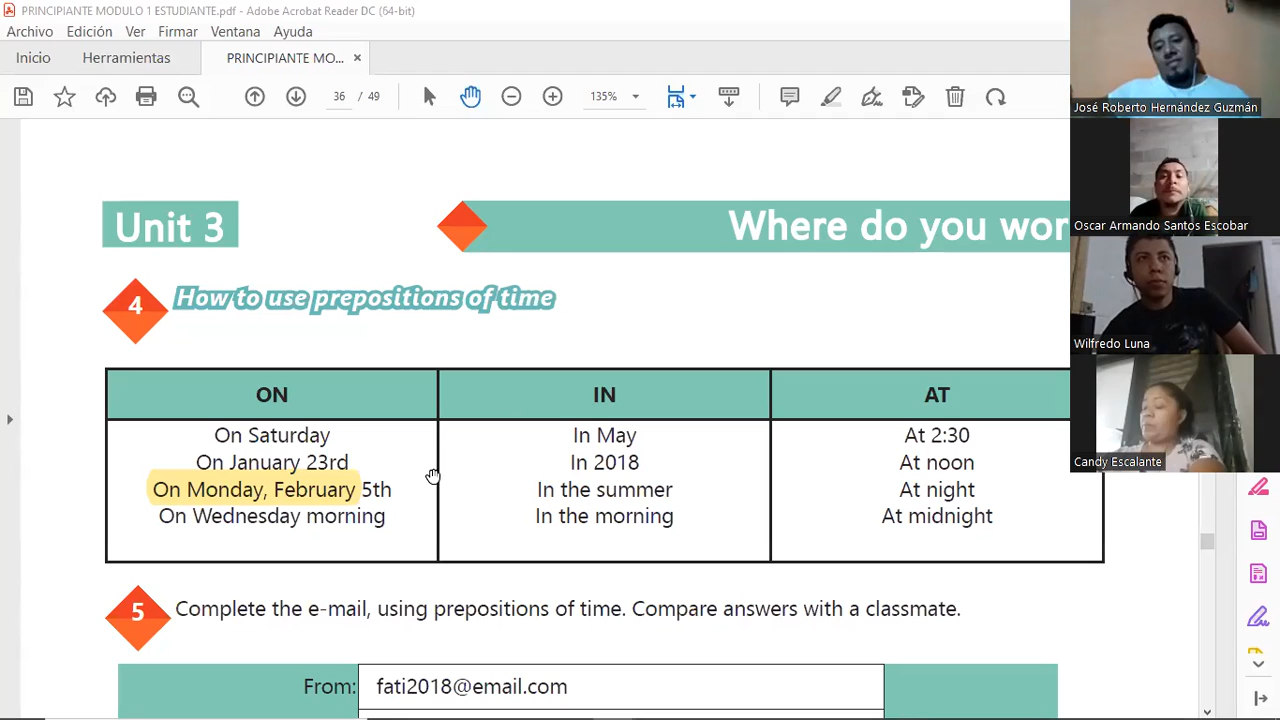 PRINCIPIANTE MODULO 1 ESTUDIANTE.pdf - Adobe Acrobat Reader DC (64-bit)
Archivo Edición Ver Firmar Ventana Ayuda
Inicio Herramientas PRINCIPIANTE MO... ×
36 / 49 135%
José Roberto Hernández Guzmán
Oscar Armando Santos Escobar
Wilfredo Luna
Candy Escalante
Unit 3
Where do you wor
4 How to use prepositions of time
ON IN AT
On Saturday In May At 2:30
On January 23rd In 2018 At noon
On Monday, February 5th In the summer At night
On Wednesday morning In the morning At midnight
5 Complete the e-mail, using prepositions of time. Compare answers with a classmate.
From: fati2018@email.com